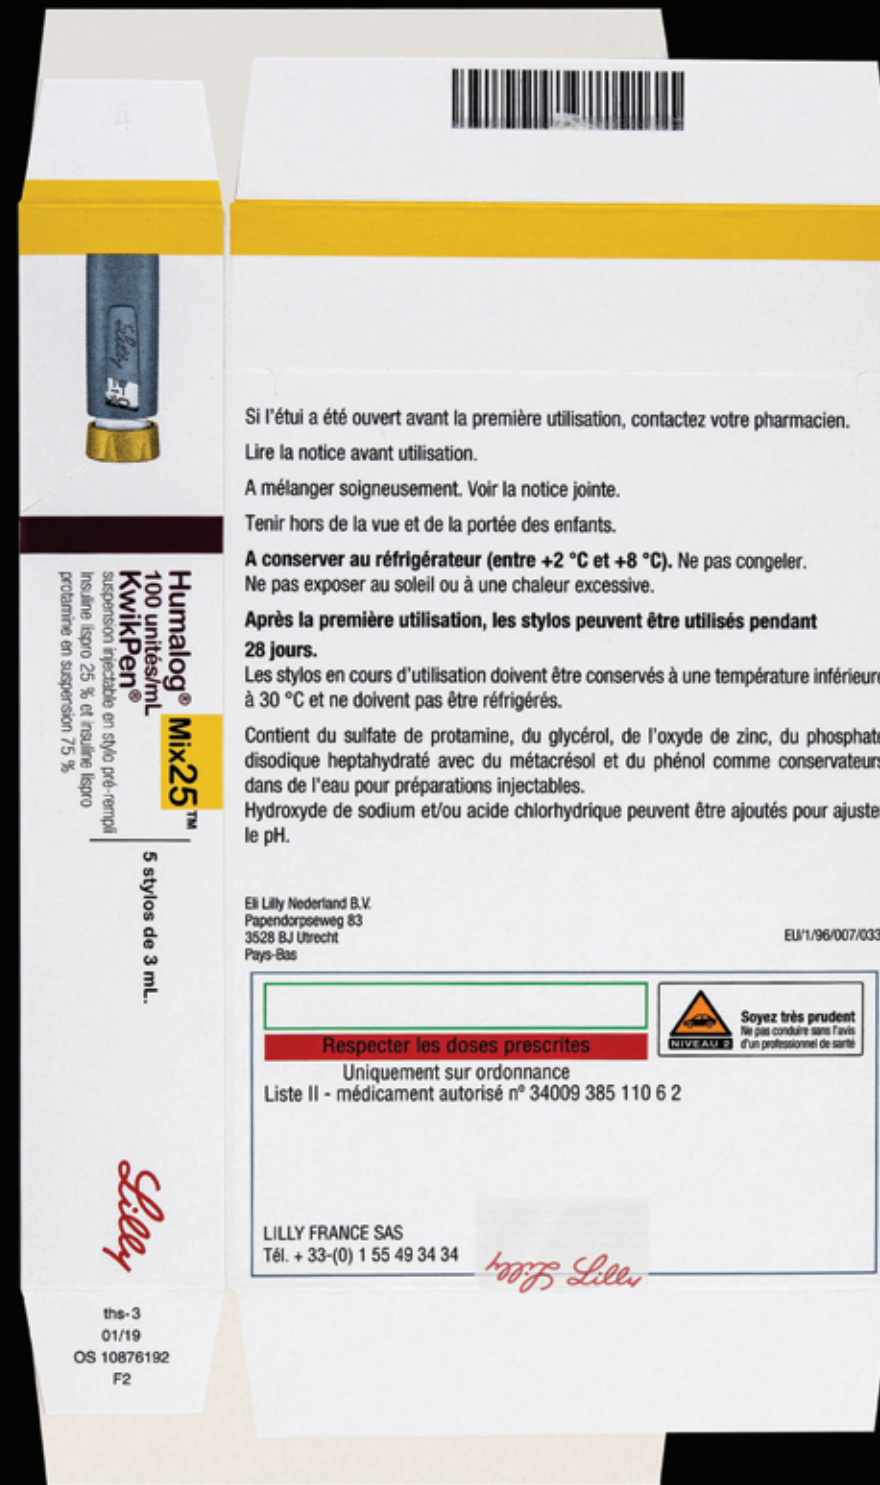 Lilly
Humalog® Mix25™
100 unités/mL
KwikPen®
suspension injectable en stylo pré-rempli
Insuline lispro 25 % et insuline lispro
protamine en suspension 75 %
5 stylos de 3 mL.
Lilly
ths-3
01/19
OS 10876192
F2
Si l'étui a été ouvert avant la première utilisation, contactez votre pharmacien.
Lire la notice avant utilisation.
A mélanger soigneusement. Voir la notice jointe.
Tenir hors de la vue et de la portée des enfants.
A conserver au réfrigérateur (entre +2 °C et +8 °C). Ne pas congeler.
Ne pas exposer au soleil ou à une chaleur excessive.
Après la première utilisation, les stylos peuvent être utilisés pendant
28 jours.
Les stylos en cours d'utilisation doivent être conservés à une température inférieure
à 30 °C et ne doivent pas être réfrigérés.
Contient du sulfate de protamine, du glycérol, de l'oxyde de zinc, du phosphate
disodique heptahydraté avec du métacrésol et du phénol comme conservateurs
dans de l'eau pour préparations injectables.
Hydroxyde de sodium et/ou acide chlorhydrique peuvent être ajoutés pour ajuster
le pH.
Eli Lilly Nederland B.V.
Papendorpseweg 83
3528 BJ Utrecht
Pays-Bas
EU/1/96/007/033
Respecter les doses prescrites
Uniquement sur ordonnance
Liste II - médicament autorisé n° 34009 385 110 6 2
NIVEAU 2
Soyez très prudent
Ne pas conduire sans l'avis
d'un professionnel de santé
LILLY FRANCE SAS
Tél. + 33-(0) 1 55 49 34 34
Lilly Lilly